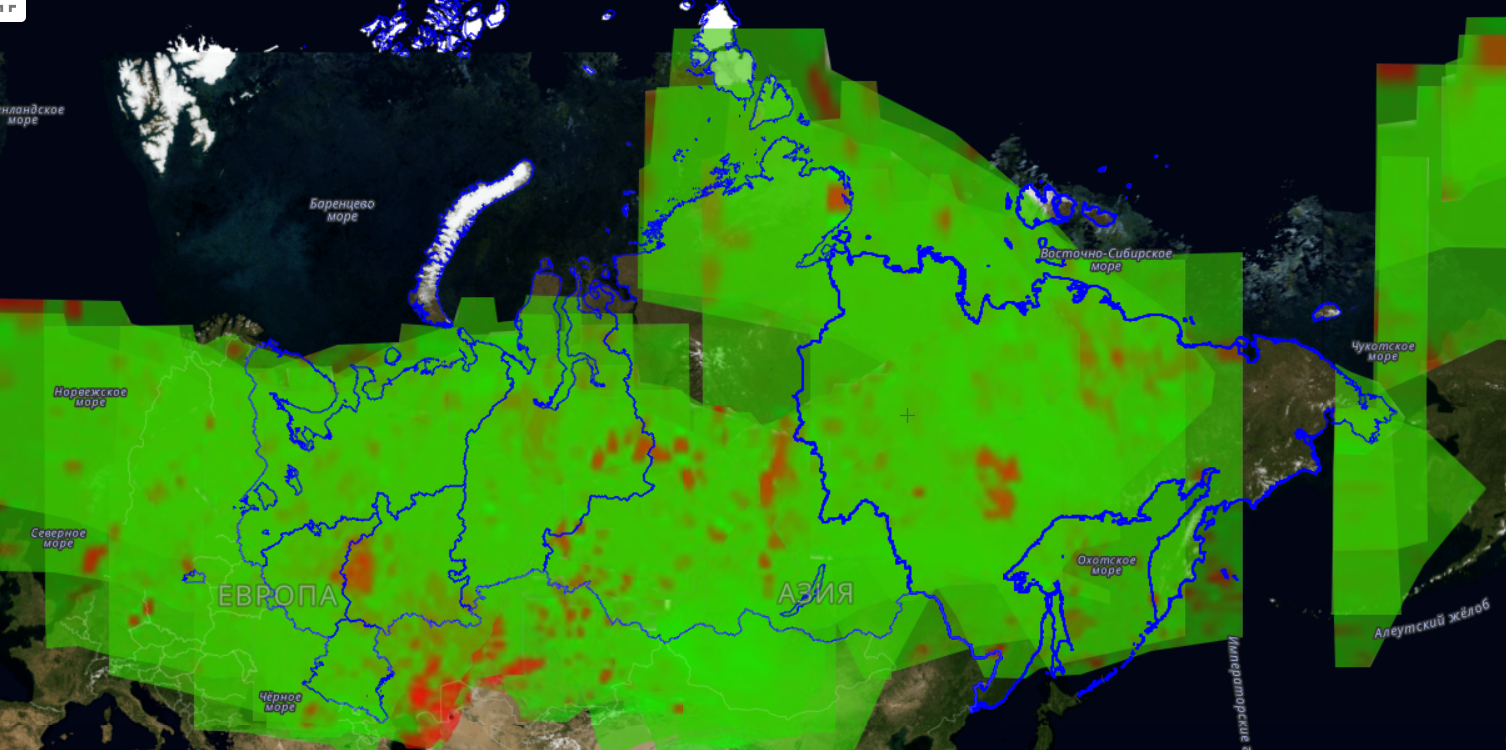 море
Баренцево
море
Восточно-Сибирское
море
Чукотское
море
Норвежское
море
Северное
море
Охотское
море
ЕВРОПА
АЗИЯ
Алеутский жёлоб
Чёрное
море
Императорские